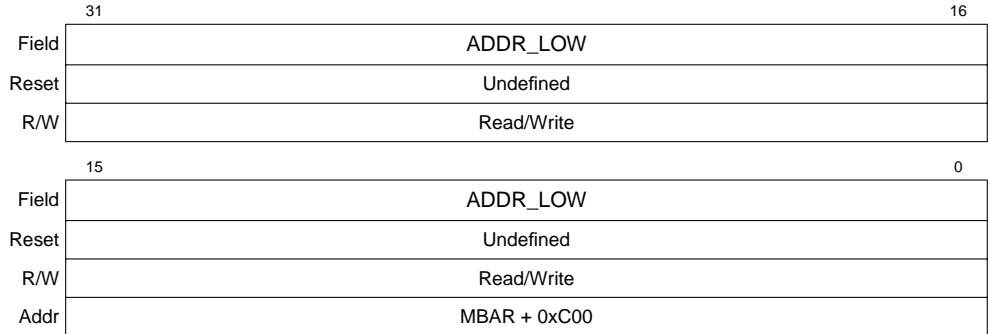 31 16
Field ADDR_LOW
Reset Undefined
R/W Read/Write
15 0
Field ADDR_LOW
Reset Undefined
R/W Read/Write
Addr MBAR + 0xC00